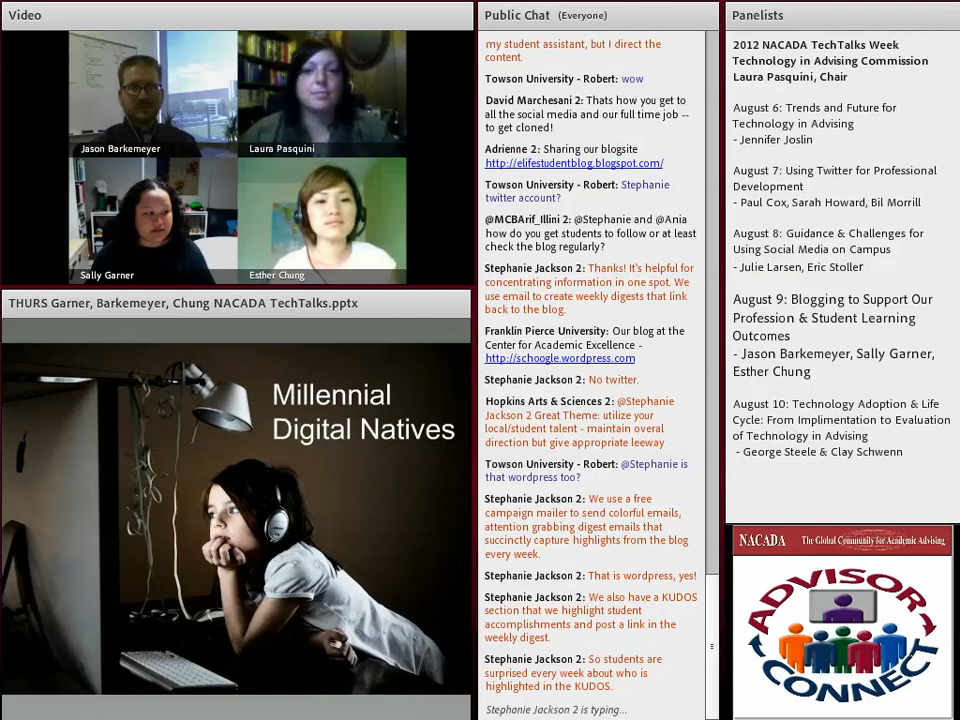 Video
Jason Barkemeyer
Laura Pasquini
Sally Garner
Esther Chung
THURS Garner, Barkemeyer, Chung NACADA TechTalks.pptx
Millennial
Digital Natives
Public Chat (Everyone)
my student assistant, but I direct the
content.
Towson University - Robert: wow
David Marchesani 2: Thats how you get to
all the social media and our full time job --
to get cloned!
Adrienne 2: Sharing our blogsite
http://elifestudentblog.blogspot.com/
Towson University - Robert: Stephanie
twitter account?
@MCBArif_Illini 2: @Stephanie and @Ania
how do you get students to follow or at least
check the blog regularly?
Stephanie Jackson 2: Thanks! It's helpful for
concentrating information in one spot. We
use email to create weekly digests that link
back to the blog.
Franklin Pierce University: Our blog at the
Center for Academic Excellence -
http://schoogle.wordpress.com
Stephanie Jackson 2: No twitter.
Hopkins Arts & Sciences 2: @Stephanie
Jackson 2 Great Theme: utilize your
local/student talent - maintain overal
direction but give appropriate leeway
Towson University - Robert: @Stephanie is
that wordpress too?
Stephanie Jackson 2: We use a free
campaign mailer to send colorful emails,
attention grabbing digest emails that
succinctly capture highlights from the blog
every week.
Stephanie Jackson 2: That is wordpress, yes!
Stephanie Jackson 2: We also have a KUDOS
section that we highlight student
accomplishments and post a link in the
weekly digest.
Stephanie Jackson 2: So students are
surprised every week about who is
highlighted in the KUDOS.
Stephanie Jackson 2 is typing...
Panelists
2012 NACADA TechTalks Week
Technology in Advising Commission
Laura Pasquini, Chair
August 6: Trends and Future for
Technology in Advising
- Jennifer Joslin
August 7: Using Twitter for Professional
Development
- Paul Cox, Sarah Howard, Bil Morrill
August 8: Guidance & Challenges for
Using Social Media on Campus
- Julie Larsen, Eric Stoller
August 9: Blogging to Support Our
Profession & Student Learning
Outcomes
- Jason Barkemeyer, Sally Garner,
Esther Chung
August 10: Technology Adoption & Life
Cycle: From Implimentation to Evaluation
of Technology in Advising
- George Steele & Clay Schwenn
NACADA The Global Community for Academic Advising
ADVISOR
CONNECT